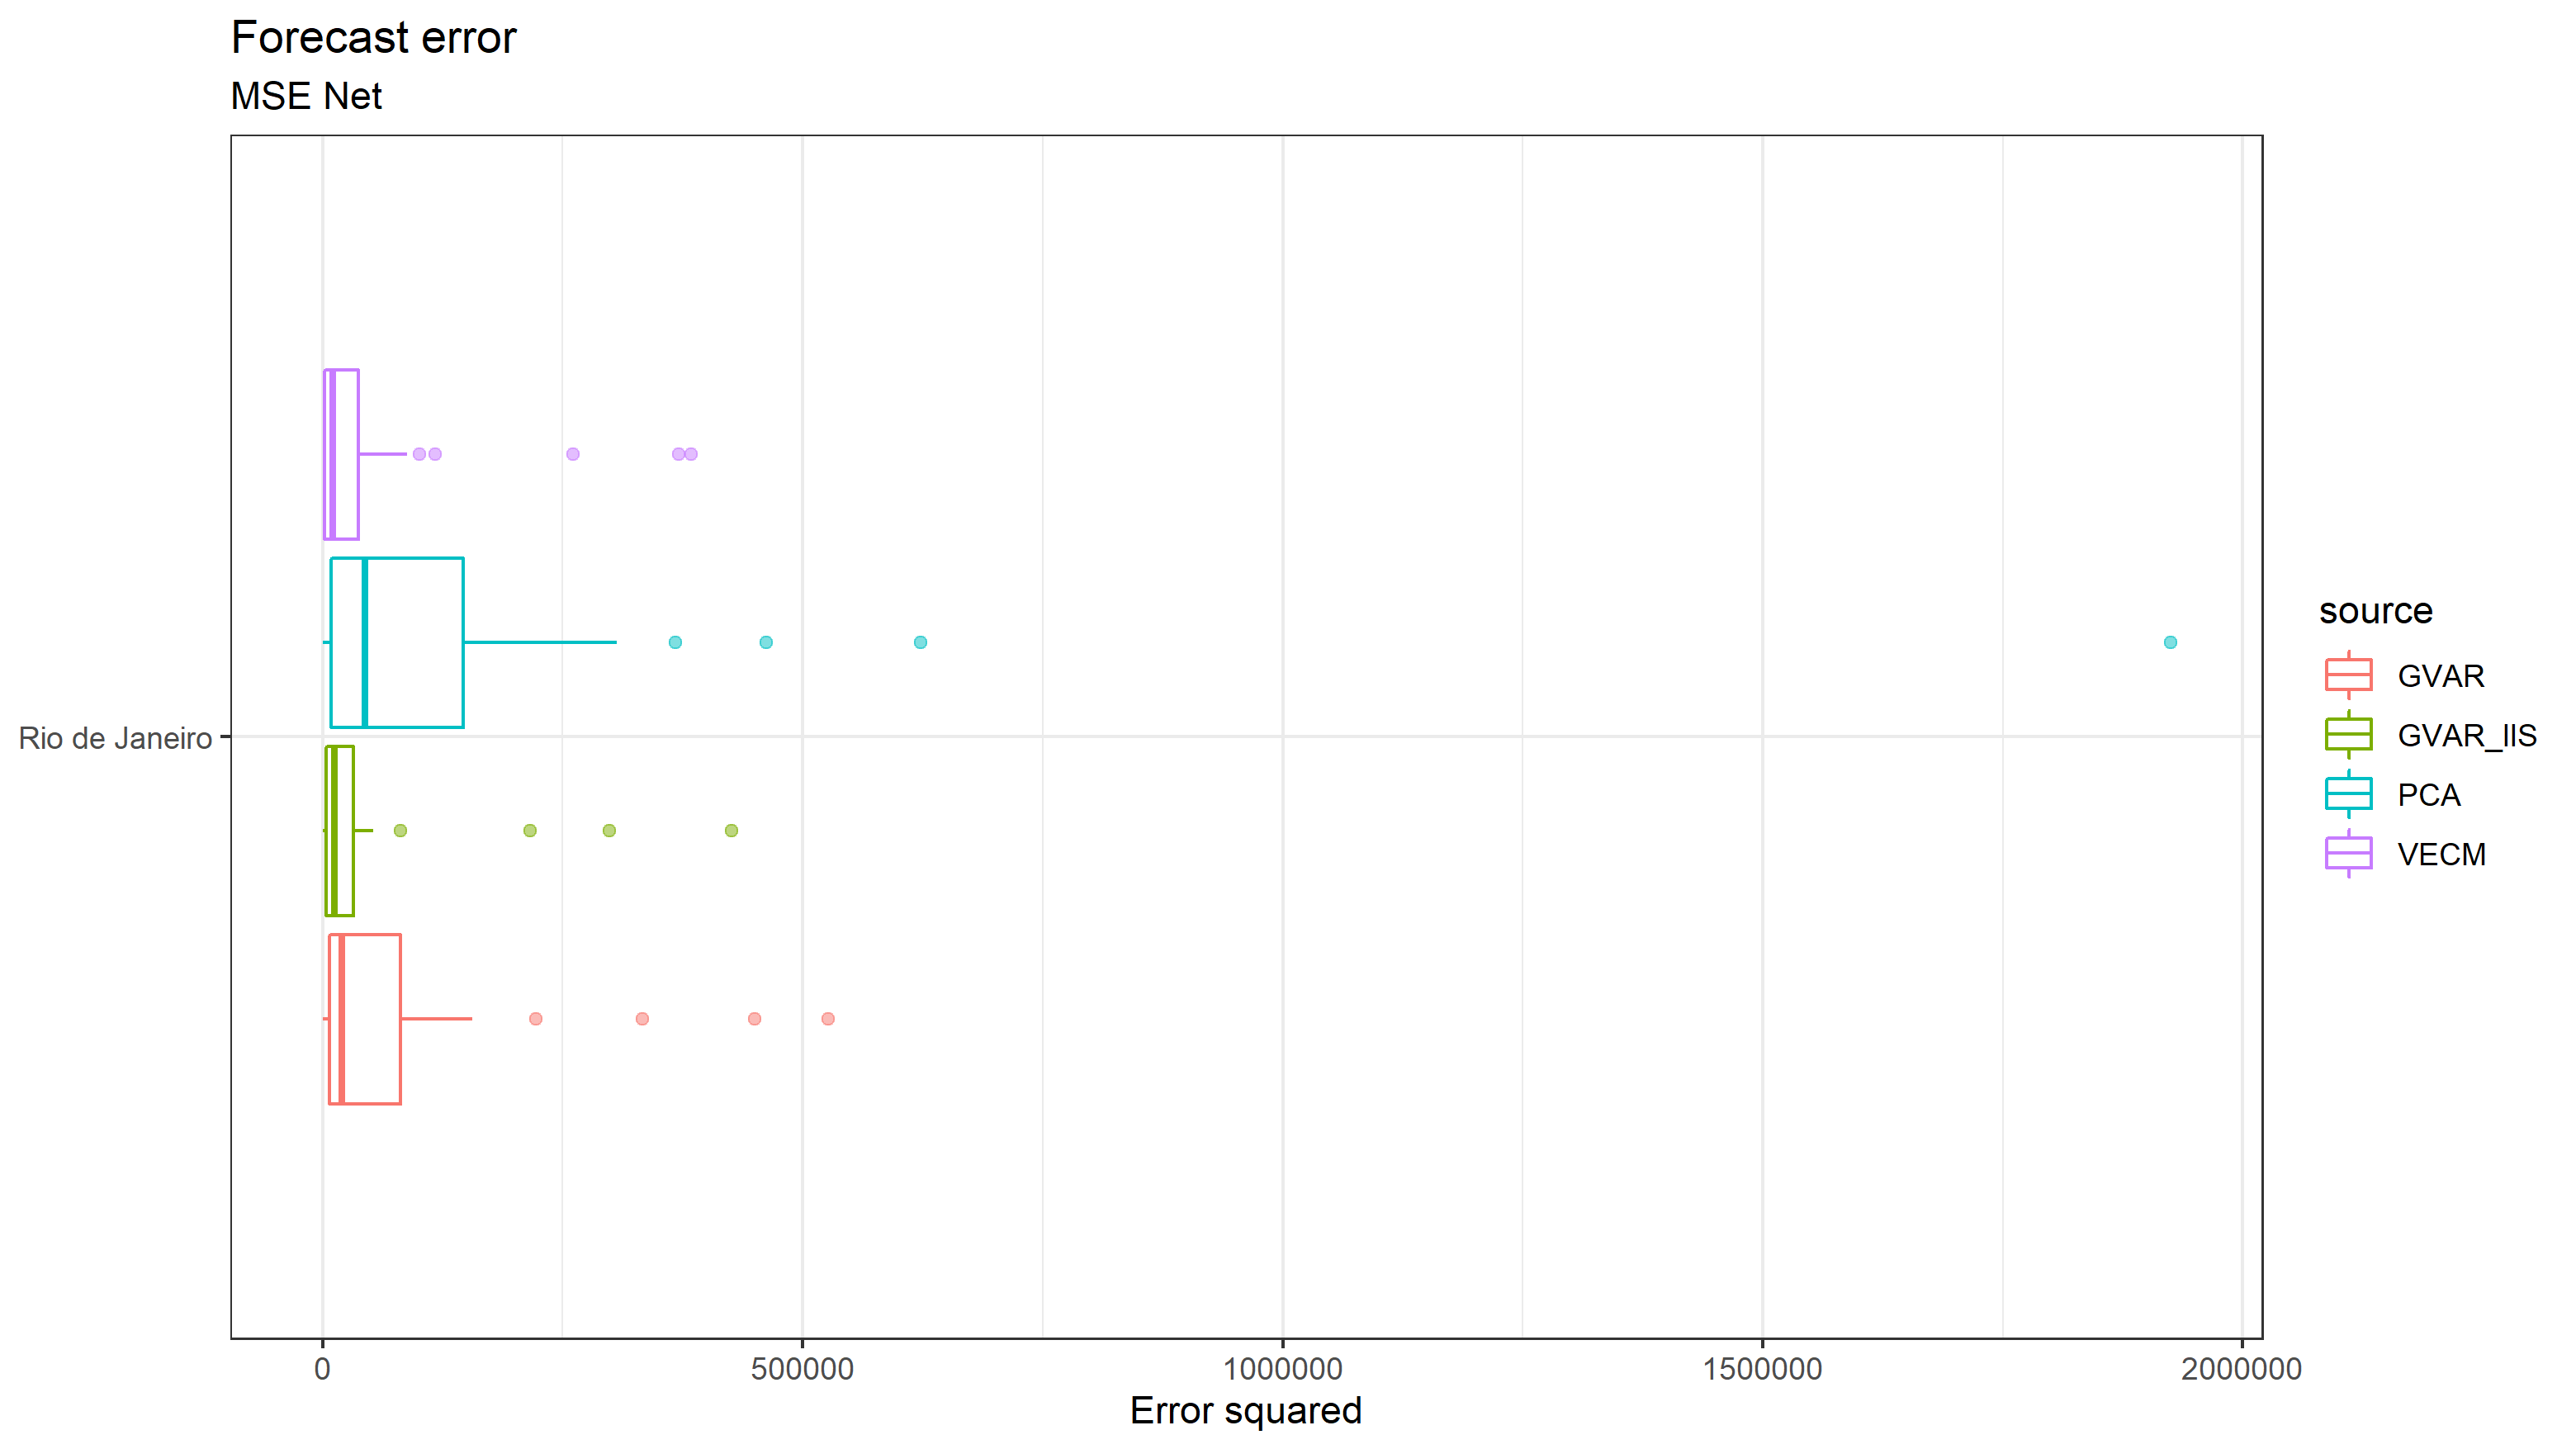 Forecast error
MSE Net
Rio de Janeiro
0
500000
1000000
1500000
2000000
Error squared
source
GVAR
GVAR_IIS
PCA
VECM